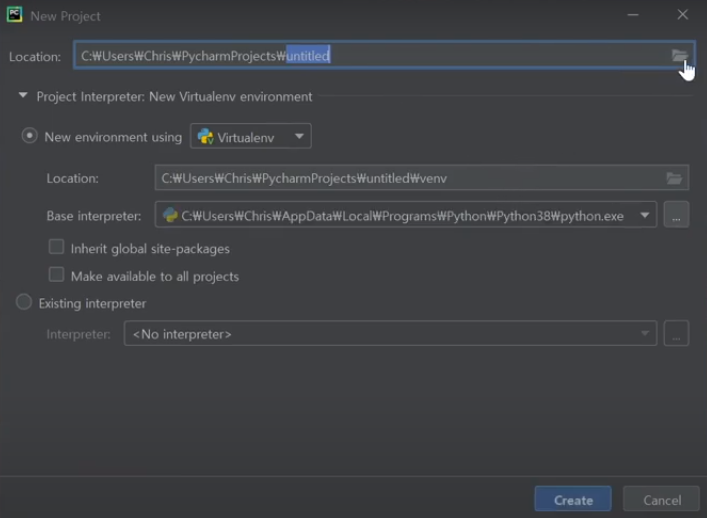 PC New Project
Location: C:₩Users₩Chris₩PycharmProjects₩untitled
Project Interpreter: New Virtualenv environment
New environment using Virtualenv
Location: C:₩Users₩Chris₩PycharmProjects₩untitled₩venv
Base interpreter: C:₩Users₩Chris₩AppData₩Local₩Programs₩Python₩Python38₩python.exe ...
Inherit global site-packages
Make available to all projects
Existing interpreter
Interpreter: <No interpreter> ...
Create Cancel